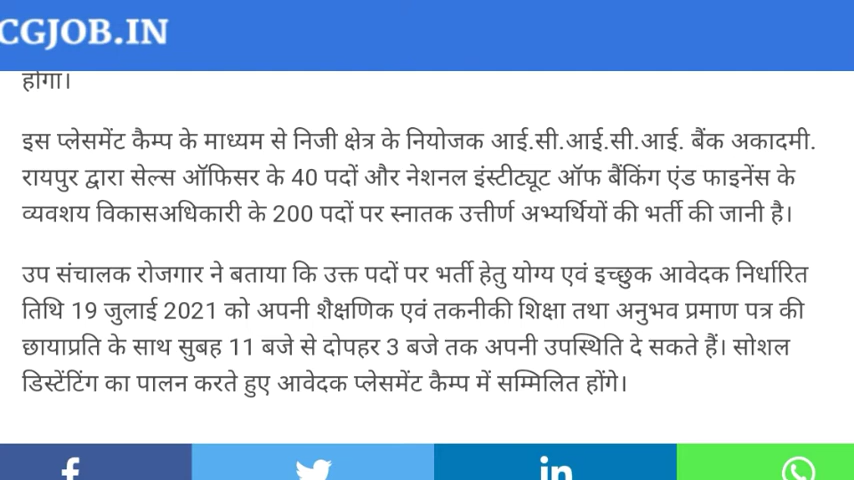 CGJOB.IN
होगा।
इस प्लेसमेंट कैम्प के माध्यम से निजी क्षेत्र के नियोजक आई.सी.आई.सी.आई. बैंक अकादमी.
रायपुर द्वारा सेल्स ऑफिसर के 40 पदों और नेशनल इंस्टीट्यूट ऑफ बैंकिंग एंड फाइनेंस के
व्यवशय विकासअधिकारी के 200 पदों पर स्नातक उत्तीर्ण अभ्यर्थियों की भर्ती की जानी है।
उप संचालक रोजगार ने बताया कि उक्त पदों पर भर्ती हेतु योग्य एवं इच्छुक आवेदक निर्धारित
तिथि 19 जुलाई 2021 को अपनी शैक्षणिक एवं तकनीकी शिक्षा तथा अनुभव प्रमाण पत्र की
छायाप्रति के साथ सुबह 11 बजे से दोपहर 3 बजे तक अपनी उपस्थिति दे सकते हैं। सोशल
डिस्टेंटिंग का पालन करते हुए आवेदक प्लेसमेंट कैम्प में सम्मिलित होंगे।